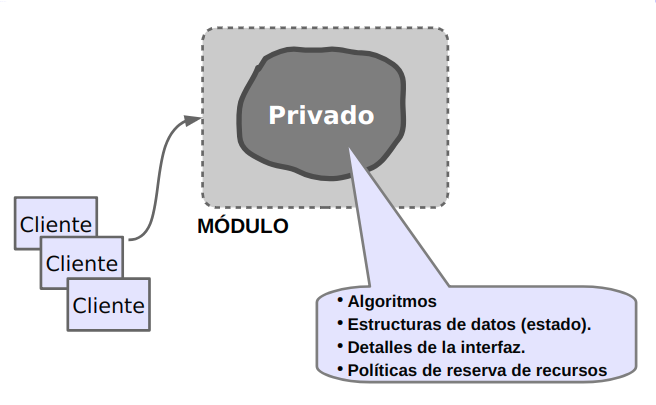 Privado
MÓDULO
Cliente
Cliente
Cliente
• Algoritmos
• Estructuras de datos (estado).
• Detalles de la interfaz.
• Políticas de reserva de recursos